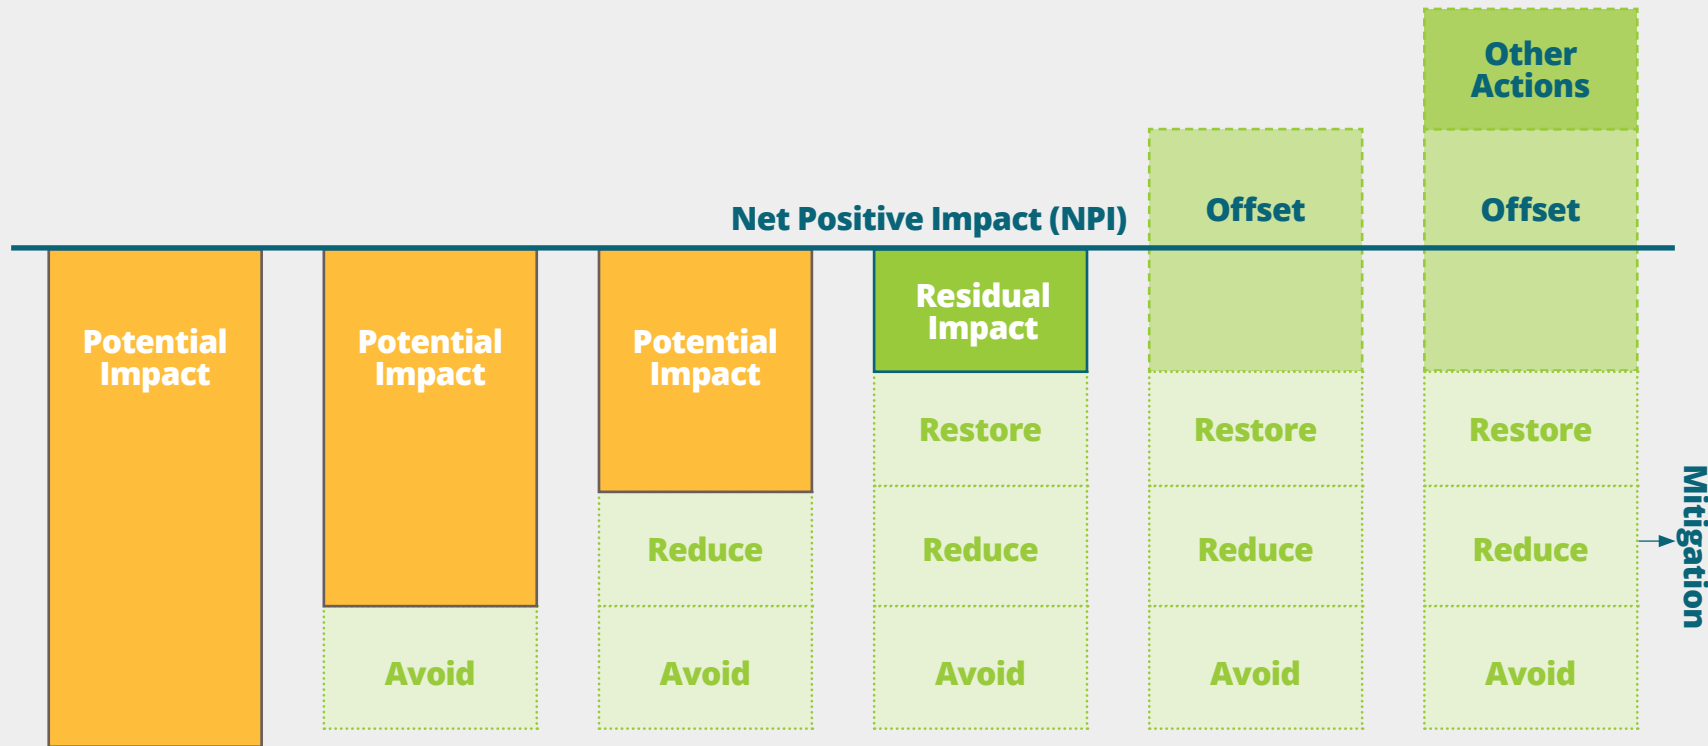 Other
Actions
Offset
Offset
Net Positive Impact (NPI)
Potential
Impact
Potential
Impact
Potential
Impact
Residual
Impact
Restore
Restore
Restore
Reduce
Reduce
Reduce
Reduce
Avoid
Avoid
Avoid
Avoid
Avoid
Mitigation